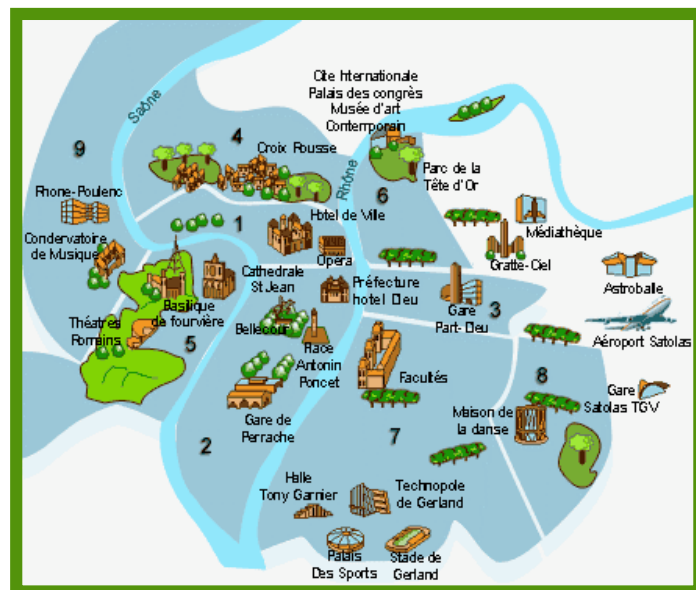 Cite Hternationale
Palais des congrès
Musée d'art
Contemporain
Saône
9
4
Croix Rousse
Rhône
6
Parc de la
Tête d'Or
Rhone-Poulenc
1
Hotel de Ville
Médiathèque
Condervatoire
de Musique
Opera
Gratte-Ciel
Cathedrale
St Jean
Préfecture
hotel Dieu
Astroballe
Basilique
de fourvière
Gare
Part-Dieu
3
Théatres
Romains
5
Bellecour
Place
Antonin
Poncet
Aéroport Satolas
Facultés
8
Gare
Satolas TGV
Gare de
Perrache
Maison de
la danse
2
7
Halle
Tony Garnier
Technopole
de Gerland
Palais
Des Sports
Stade de
Gerland